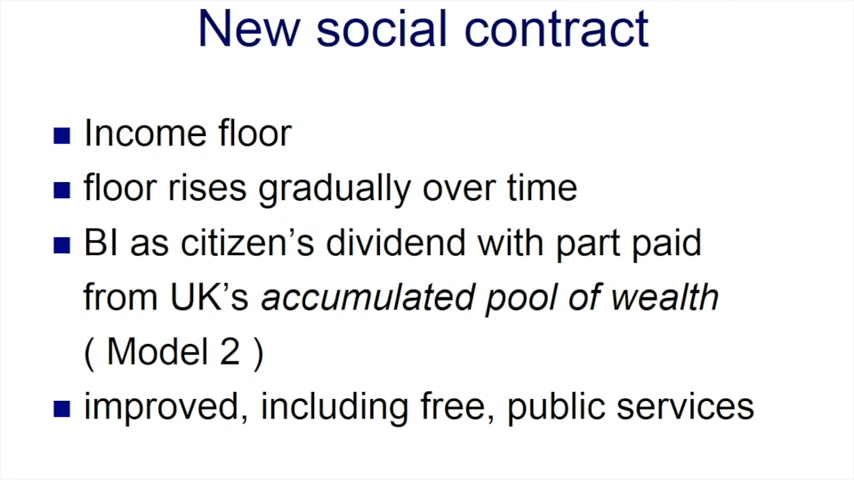 New social contract
Income floor
floor rises gradually over time
BI as citizen’s dividend with part paid
from UK’s accumulated pool of wealth
( Model 2 )
improved, including free, public services